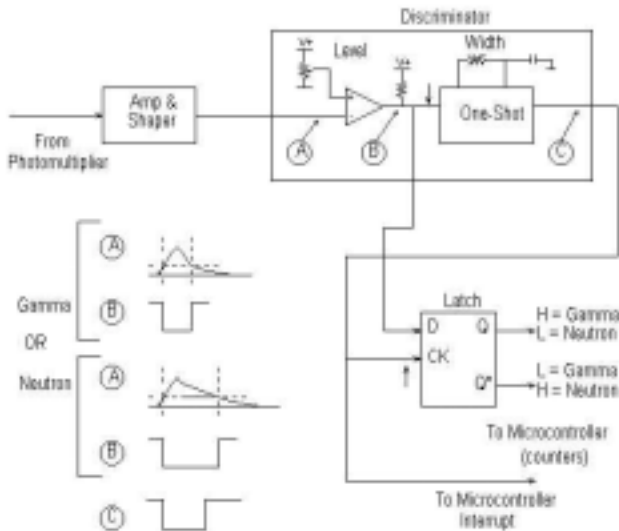 Discriminator
V+
Level
V+
Width
Amp &
Shaper
One-Shot
From
Photomultiplier
A
B
C
A
Gamma
B
OR
Neutron
A
B
C
Latch
D
Q
CK
Q*
H = Gamma
L = Neutron
L = Gamma
H = Neutron
To Microcontroller
(counters)
To Microcontroller
Interrupt